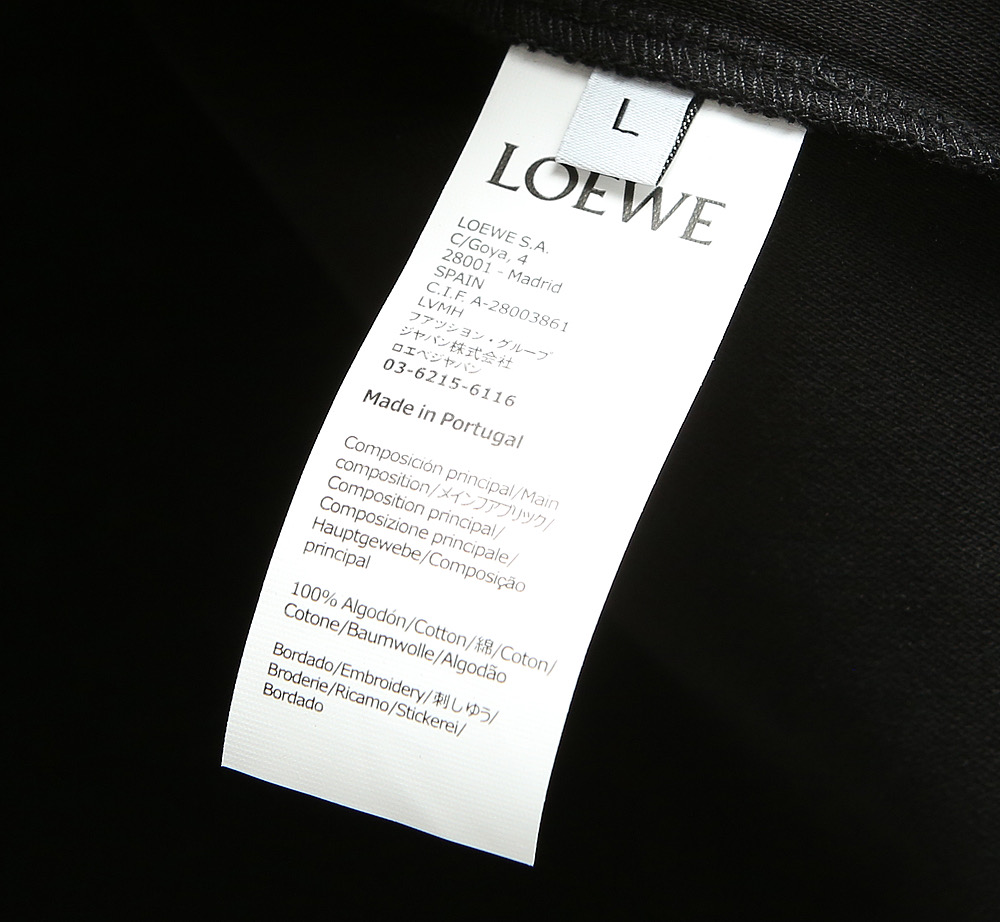 L
LOEWE
LOEWE S.A.
C/Goya, 4
28001 - Madrid
SPAIN
C.I.F. A-28003861
LVMH
フアッション・グループ
ジャパン株式会社
ロエベジャパン
03-6215-6116
Made in Portugal
Composición principal/Main
composition/メインフアブリック/
Composition principal/
Composizione principale/
Hauptgewebe/Composição
principal
100% Algodón/Cotton/綿/Coton/
Cotone/Baumwolle/Algodão
Bordado/Embroidery/刺しゆう/
Broderie/Ricamo/Stickerei/
Bordado